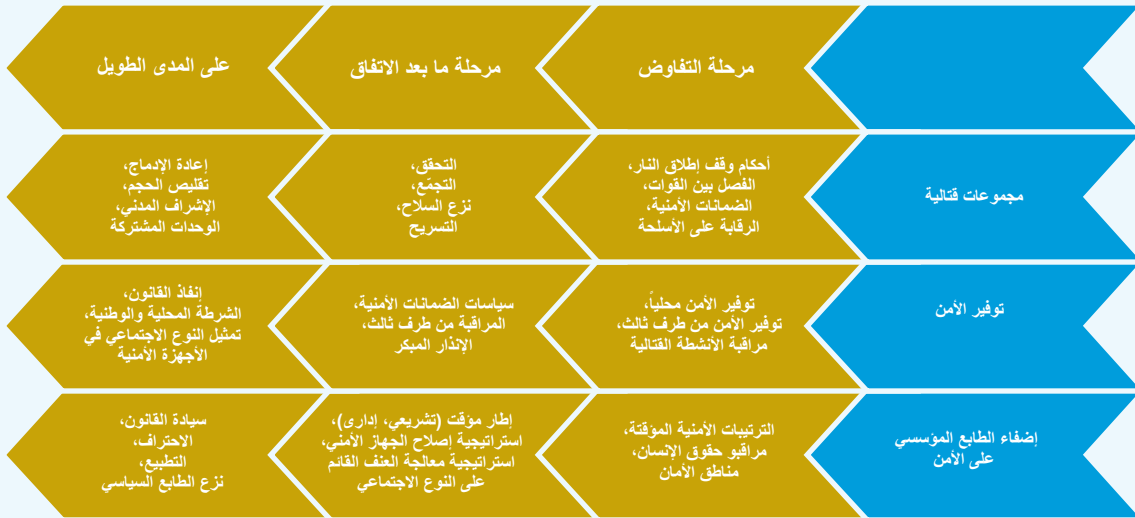 مرحلة التفاوض
مرحلة ما بعد الاتفاق
على المدى الطويل
مجموعات قتالية
أحكام وقف إطلاق النار،
الفصل بين القوات،
الضمانات الأمنية،
الرقابة على الأسلحة
التحقق،
التجمّع،
نزع السلاح،
التسريح
إعادة الإدماج،
تقليص الحجم،
الإشراف المدني،
الوحدات المشتركة
توفير الأمن
توفير الأمن محلياً،
توفير الأمن من طرف ثالث،
مراقبة الأنشطة القتالية
سياسات الضمانات الأمنية،
المراقبة من طرف ثالث،
الإنذار المبكر
إنفاذ القانون،
الشرطة المحلية والوطنية،
تمثيل النوع الاجتماعي في
الأجهزة الأمنية
إضفاء الطابع المؤسسي
على الأمن
الترتيبات الأمنية المؤقتة،
مراقبو حقوق الإنسان،
مناطق الأمان
إطار مؤقت (تشريعي، إدارى)،
استراتيجية إصلاح الجهاز الأمني،
استراتيجية معالجة العنف القائم
على النوع الاجتماعي
سيادة القانون،
الاحتراف،
التطبيع،
نزع الطابع السياسي